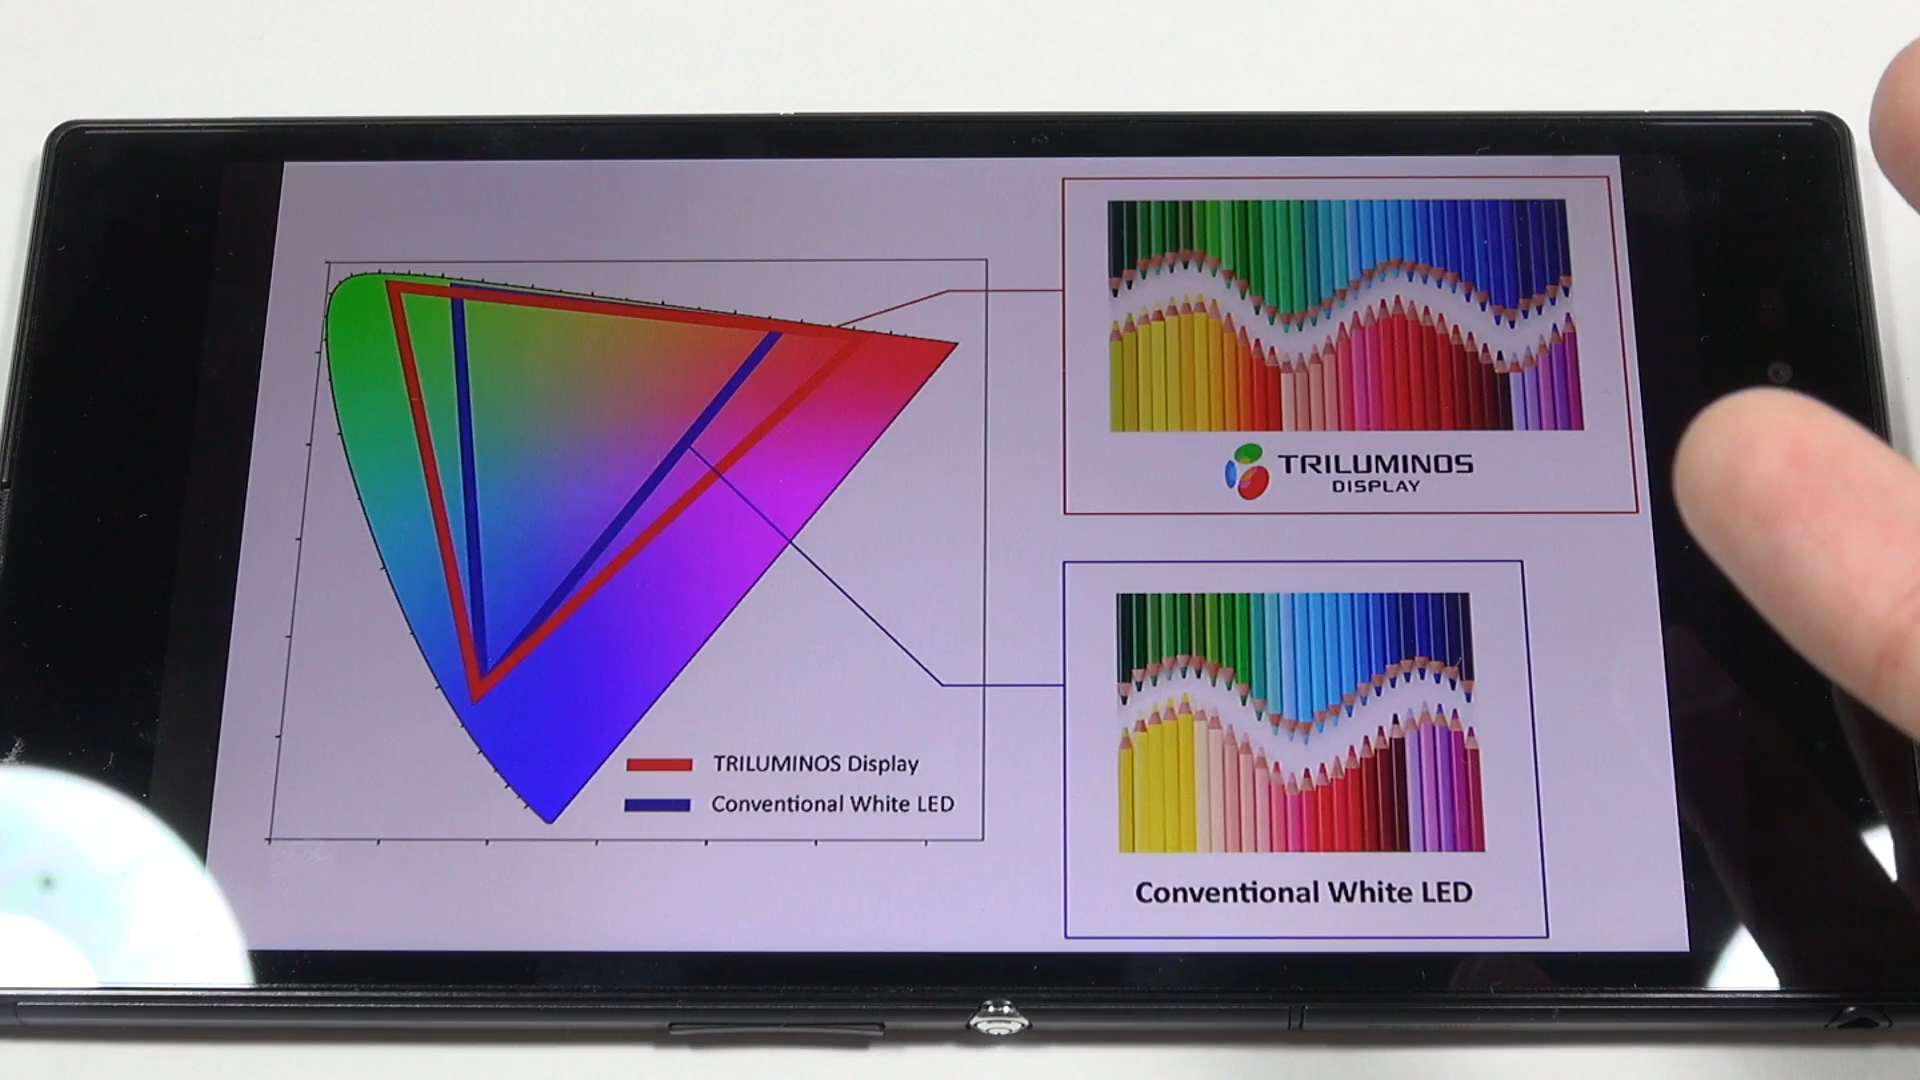 TRILUMINOS
DISPLAY
TRILUMINOS Display
Conventional White LED
Conventional White LED